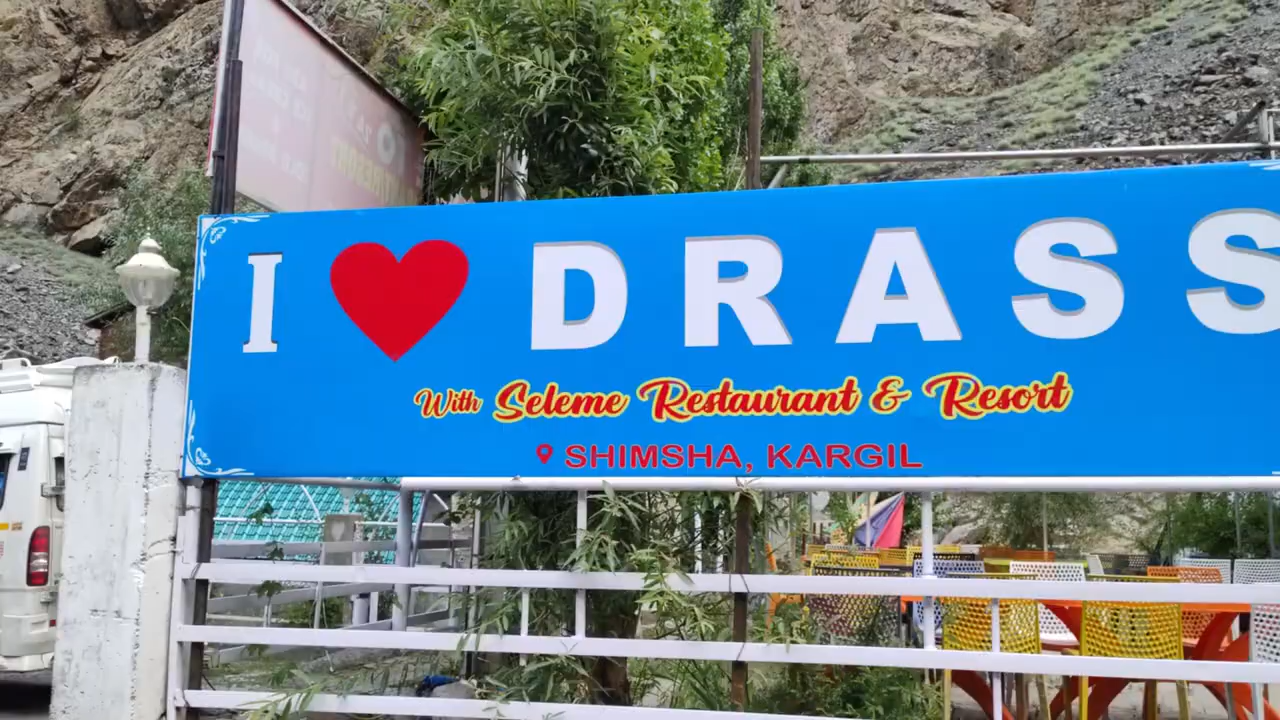 I ❤ DRASS
With Seleme Restaurant & Resort
SHIMSHA, KARGIL